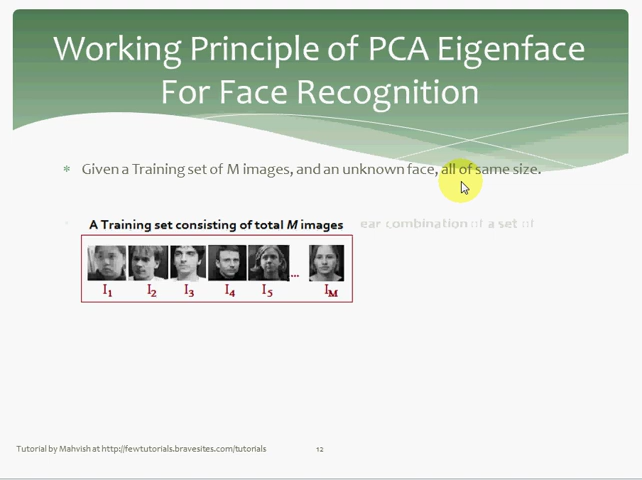 Working Principle of PCA Eigenface
For Face Recognition
Given a Training set of M images, and an unknown face, all of same size.
A Training set consisting of total M images
ear combination of a set of
I1 I2 I3 I4 I5 ... IM
Tutorial by Mahvish at http://fewtutorials.bravesites.com/tutorials
12